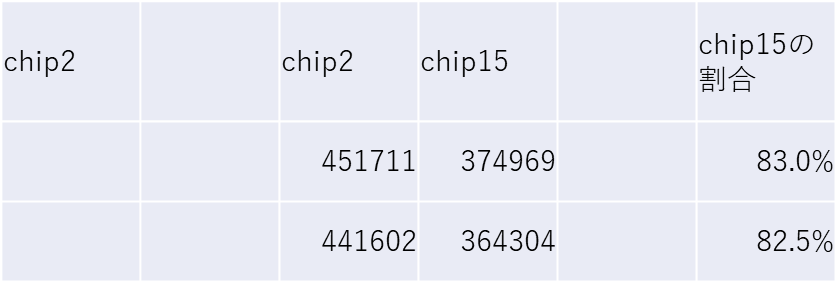 chip2 chip2 chip15 chip15の
割合
451711 374969 83.0%
441602 364304 82.5%